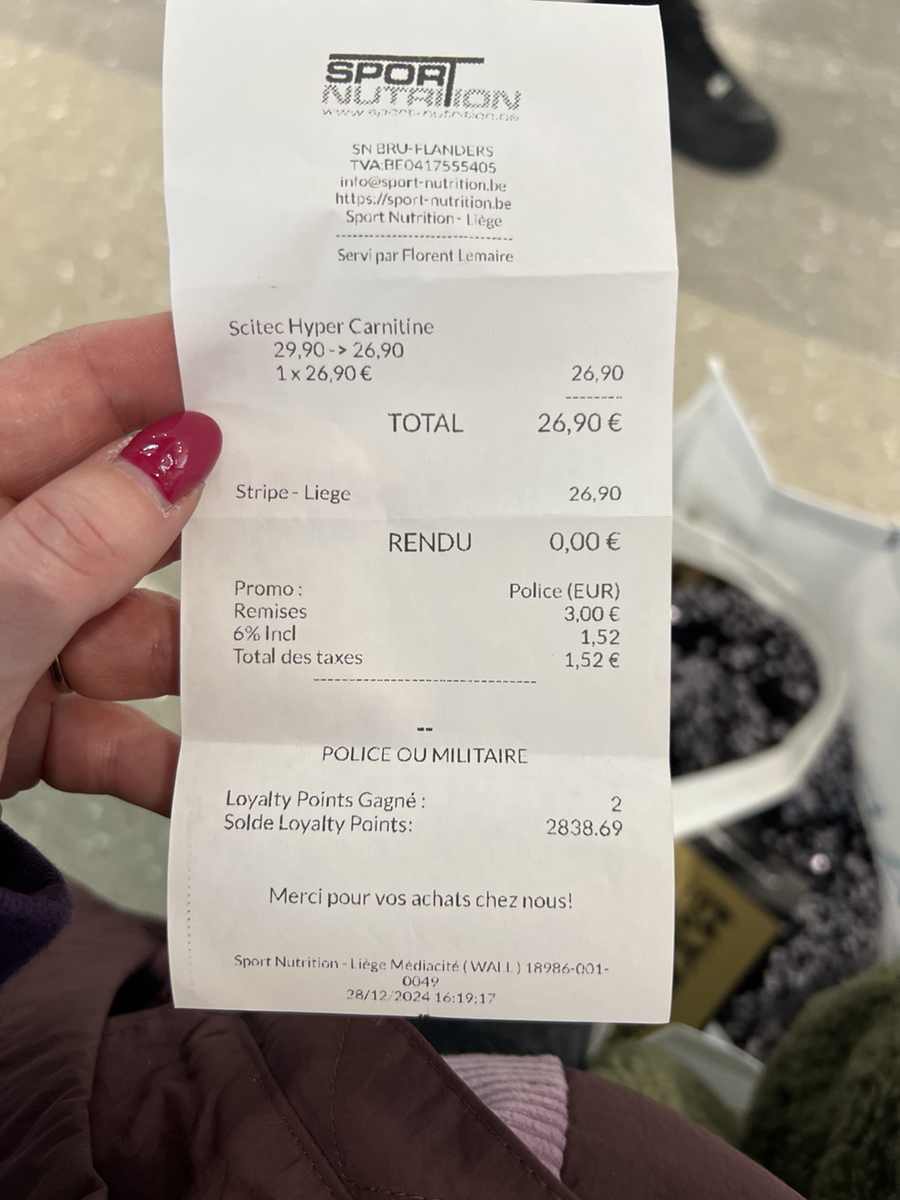 SPORT
NUTRITION
www.sport-nutrition.be
SN BRU-FLANDERS
TVA:BE0417555405
info@sport-nutrition.be
https://sport-nutrition.be
Sport Nutrition - Liège
--------------------------------
Servi par Florent Lemaire
Scitec Hyper Carnitine
29,90 -> 26,90
1 x 26,90 € 26,90
--------
TOTAL 26,90 €
Stripe - Liege 26,90
RENDU 0,00 €
Promo : Police (EUR)
Remises 3,00 €
6% Incl 1,52
Total des taxes 1,52 €
--------------------------------
--
POLICE OU MILITAIRE
Loyalty Points Gagné : 2
Solde Loyalty Points: 2838.69
Merci pour vos achats chez nous!
Sport Nutrition - Liège Médiacité ( WALL ) 18986-001-
0049
28/12/2024 16:19:17